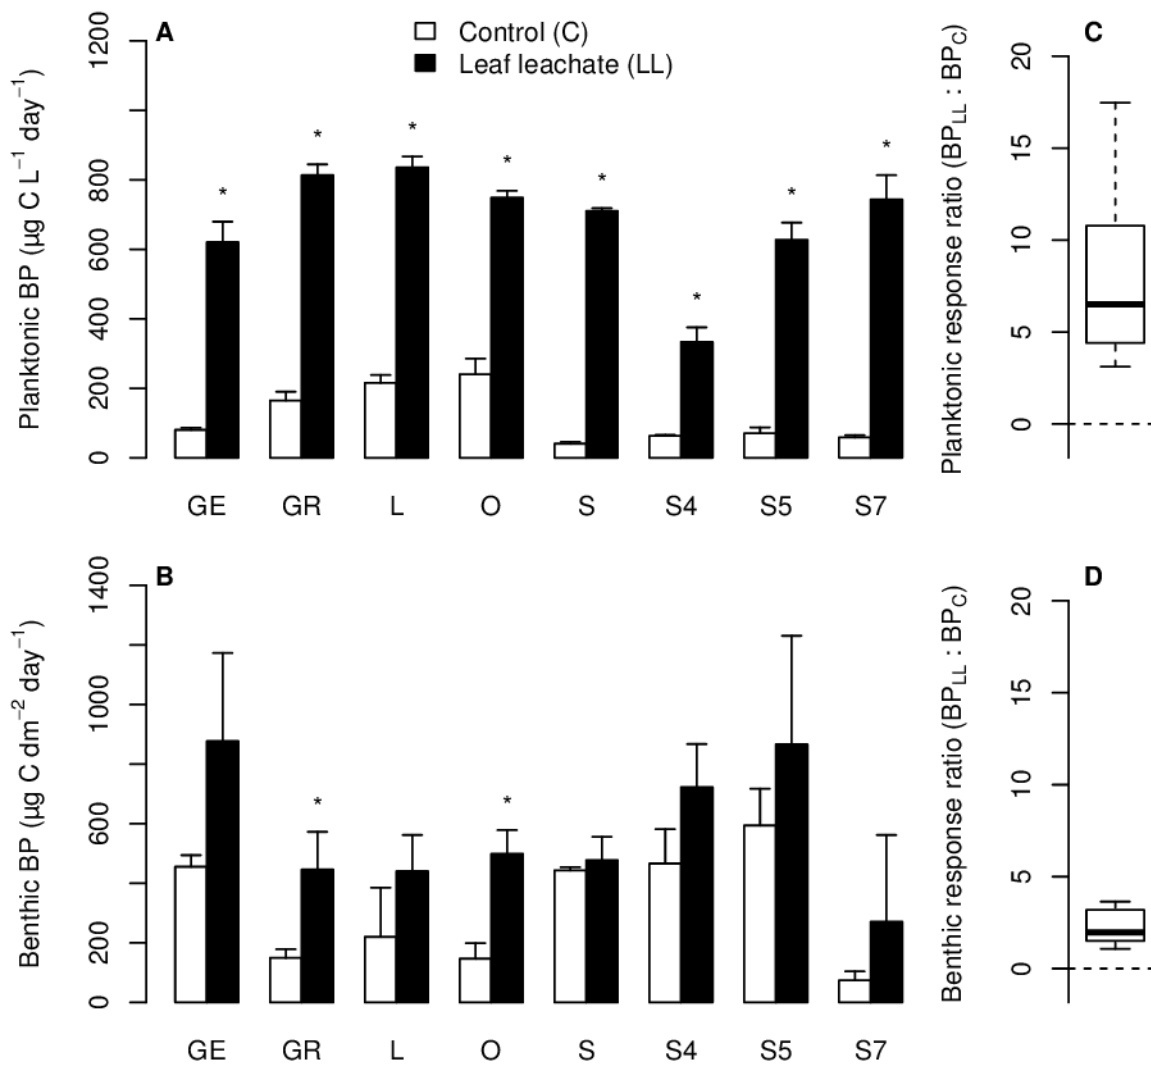 A
Control (C)
Leaf leachate (LL)
Planktonic BP (µg C L⁻¹ day⁻¹)
1200
800
600
400
200
0
* * * * * * * *
GE GR L O S S4 S5 S7
C
Planktonic response ratio (BP_LL : BP_C)
20
15
10
5
0
B
Benthic BP (µg C dm⁻² day⁻¹)
1400
1000
600
200
0
* *
GE GR L O S S4 S5 S7
D
Benthic response ratio (BP_LL : BP_C)
20
15
10
5
0